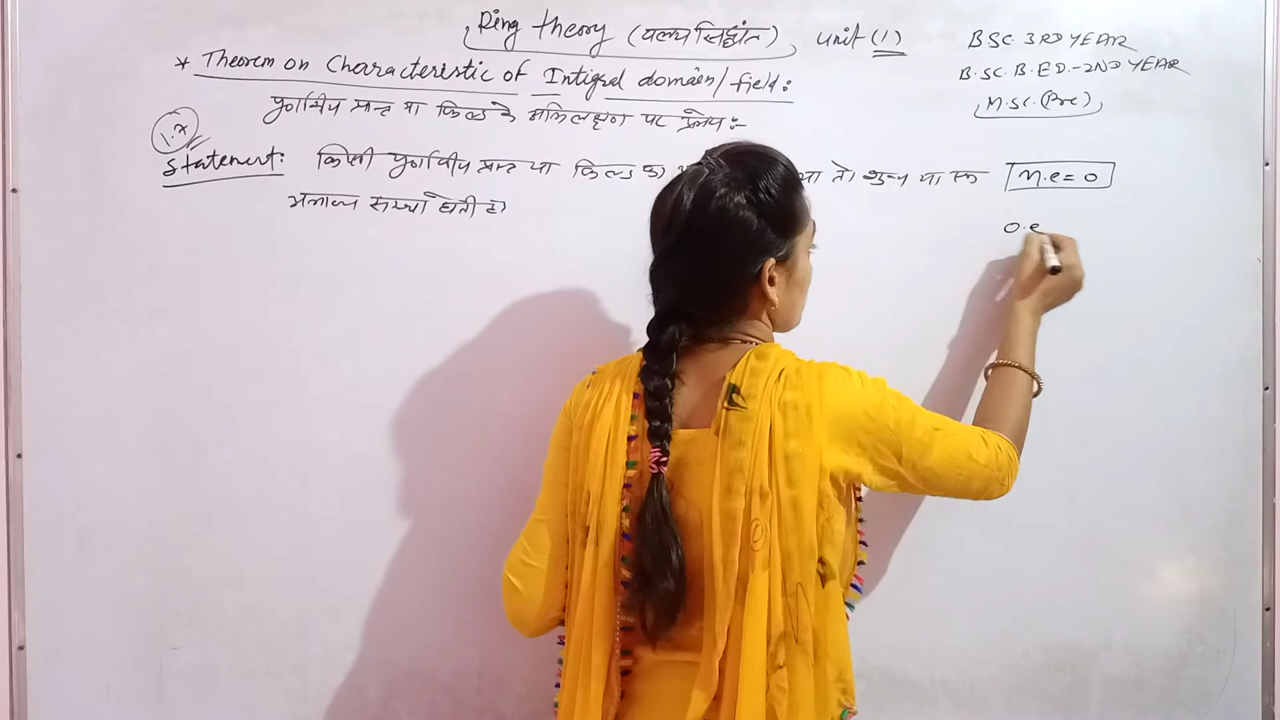 Ring theory (वलय सिद्धांत) unit (1)
BSC 3RD YEAR
B.SC.B.ED.-2ND YEAR
M.SC.(Pre)
* Theorem on Characteristic of Intigral domain/field:
पूर्णांकीय प्रान्त या फिल्ड के अभिलक्षण पर प्रमेय :-
1.7
Statement: किसी पूर्णांकीय प्रान्त या फिल्ड का या तो शुन्य या एक
अभाज्य संख्या होती है।
n.e=0
0.e